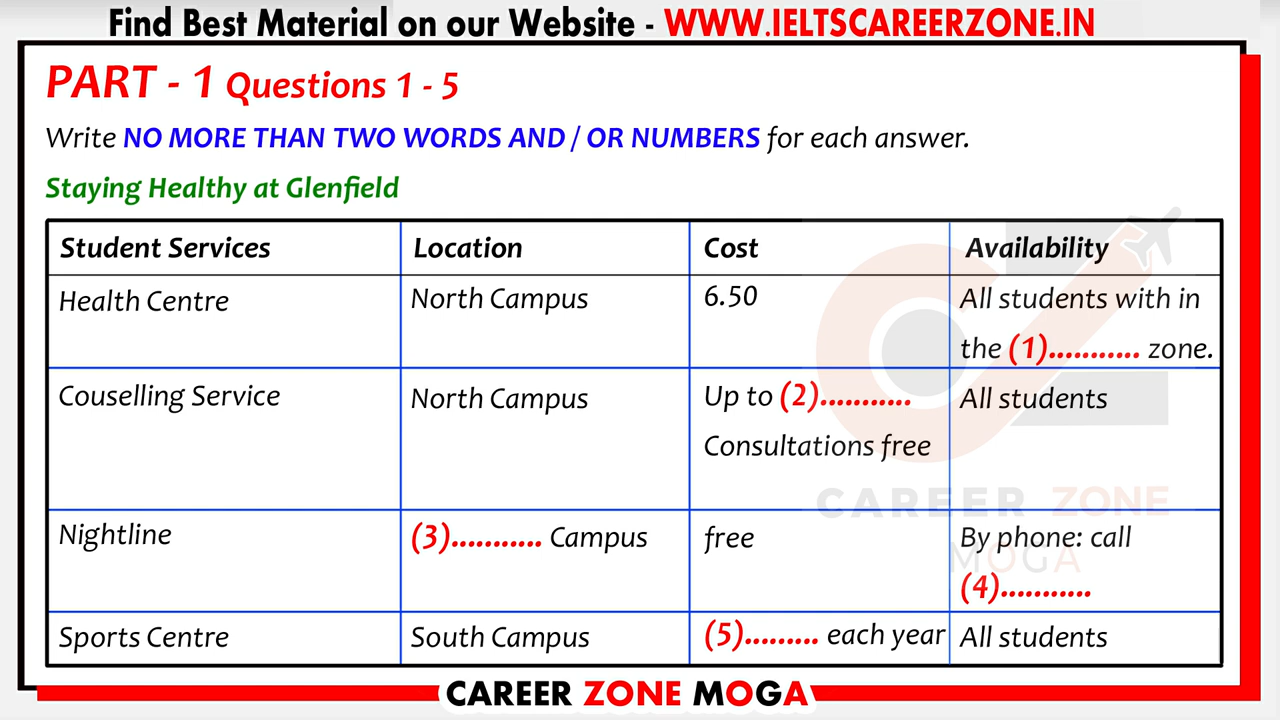 Find Best Material on our Website - WWW.IELTSCAREERZONE.IN
PART - 1 Questions 1 - 5
Write NO MORE THAN TWO WORDS AND / OR NUMBERS for each answer.
Staying Healthy at Glenfield
Student Services Location Cost Availability
Health Centre North Campus 6.50 All students with in
the (1)........... zone.
Couselling Service North Campus Up to (2)........... All students
Consultations free
Nightline (3)........... Campus free By phone: call
(4)...........
Sports Centre South Campus (5)......... each year All students
CAREER ZONE
MOGA
CAREER ZONE MOGA